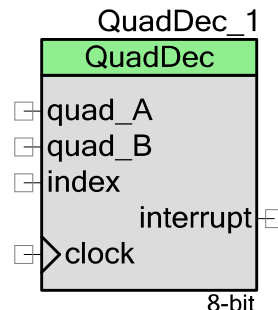 QuadDec_1
QuadDec
quad_A
quad_B
index
interrupt
clock
8-bit